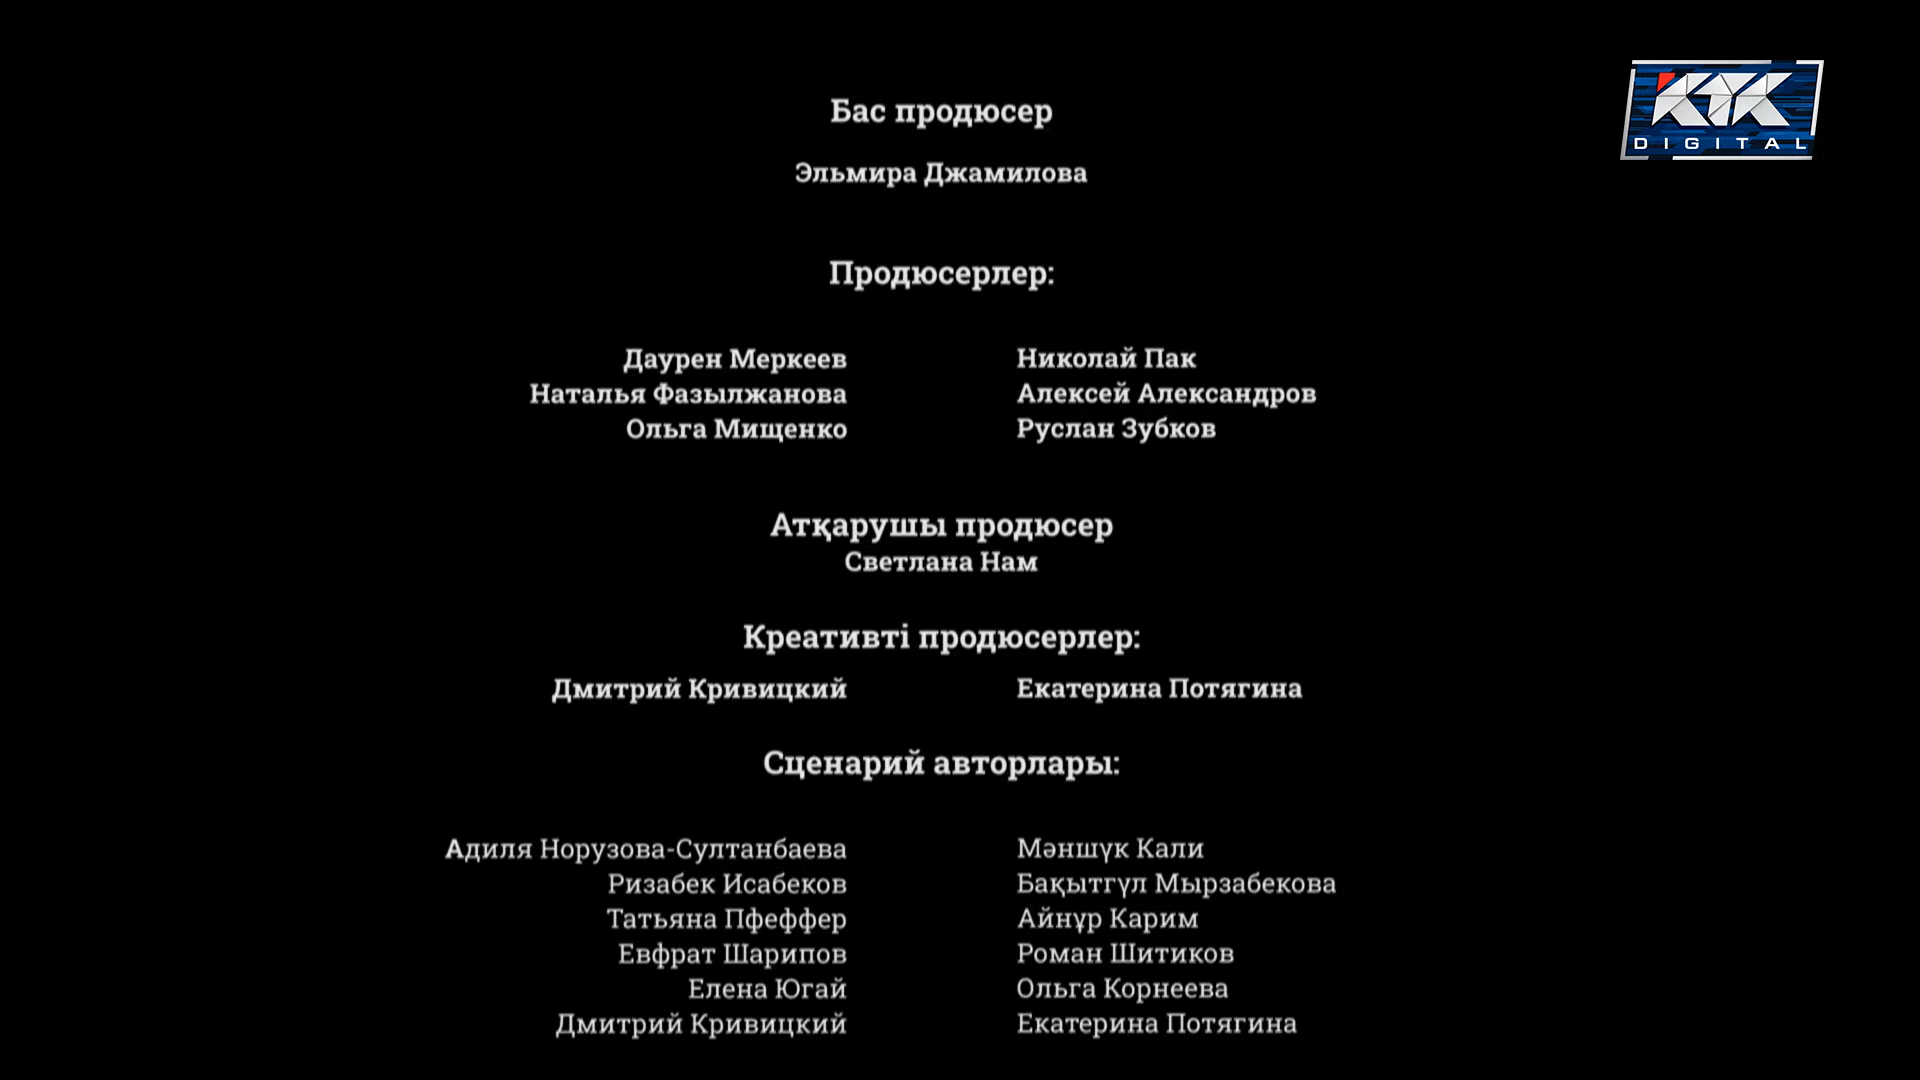 КТК
DIGITAL
Бас продюсер
Эльмира Джамилова
Продюсерлер:
Даурен Меркеев Николай Пак
Наталья Фазылжанова Алексей Александров
Ольга Мищенко Руслан Зубков
Атқарушы продюсер
Светлана Нам
Креативті продюсерлер:
Дмитрий Кривицкий Екатерина Потягина
Сценарий авторлары:
Адиля Норузова-Султанбаева Мәншүк Кали
Ризабек Исабеков Бақытгүл Мырзабекова
Татьяна Пфеффер Айнұр Карим
Евфрат Шарипов Роман Шитиков
Елена Югай Ольга Корнеева
Дмитрий Кривицкий Екатерина Потягина